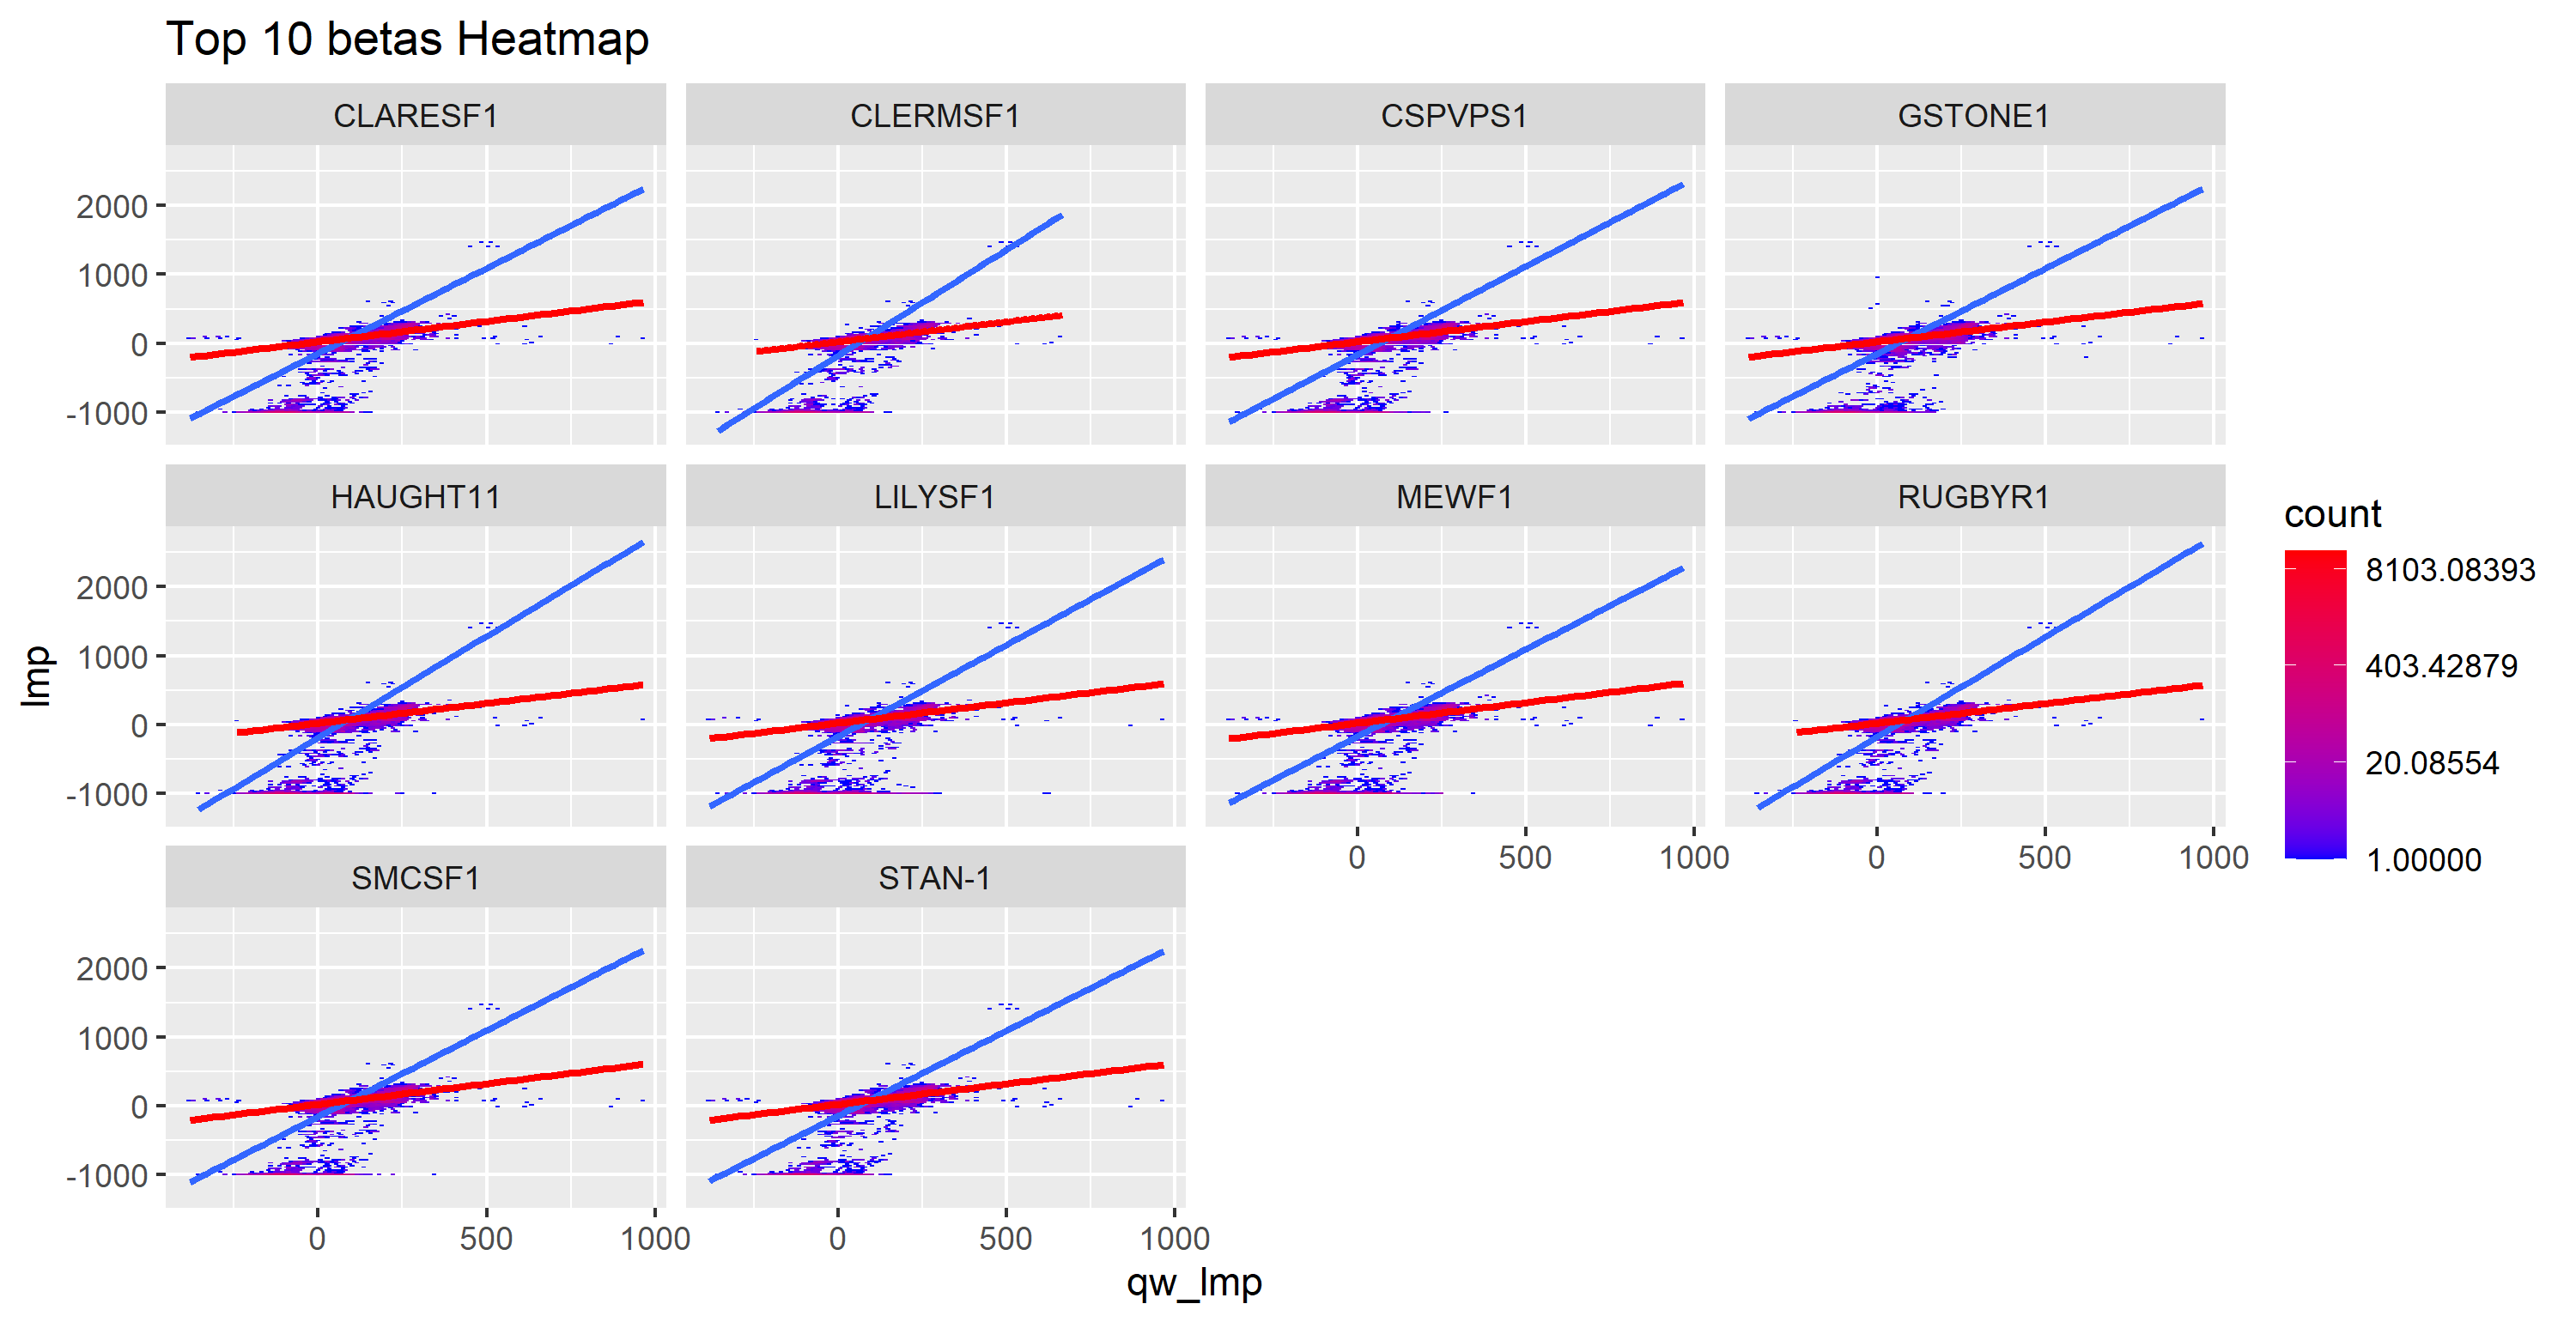 Top 10 betas Heatmap
CLARESF1 CLERMSF1 CSPVPS1 GSTONE1
2000
1000
0
-1000
HAUGHT11 LILYSF1 MEWF1 RUGBYR1
2000
1000
0
-1000
0 500 1000 0 500 1000
SMCSF1 STAN-1
2000
1000
0
-1000
0 500 1000 0 500 1000
lmp
qw_lmp
count
8103.08393
403.42879
20.08554
1.00000